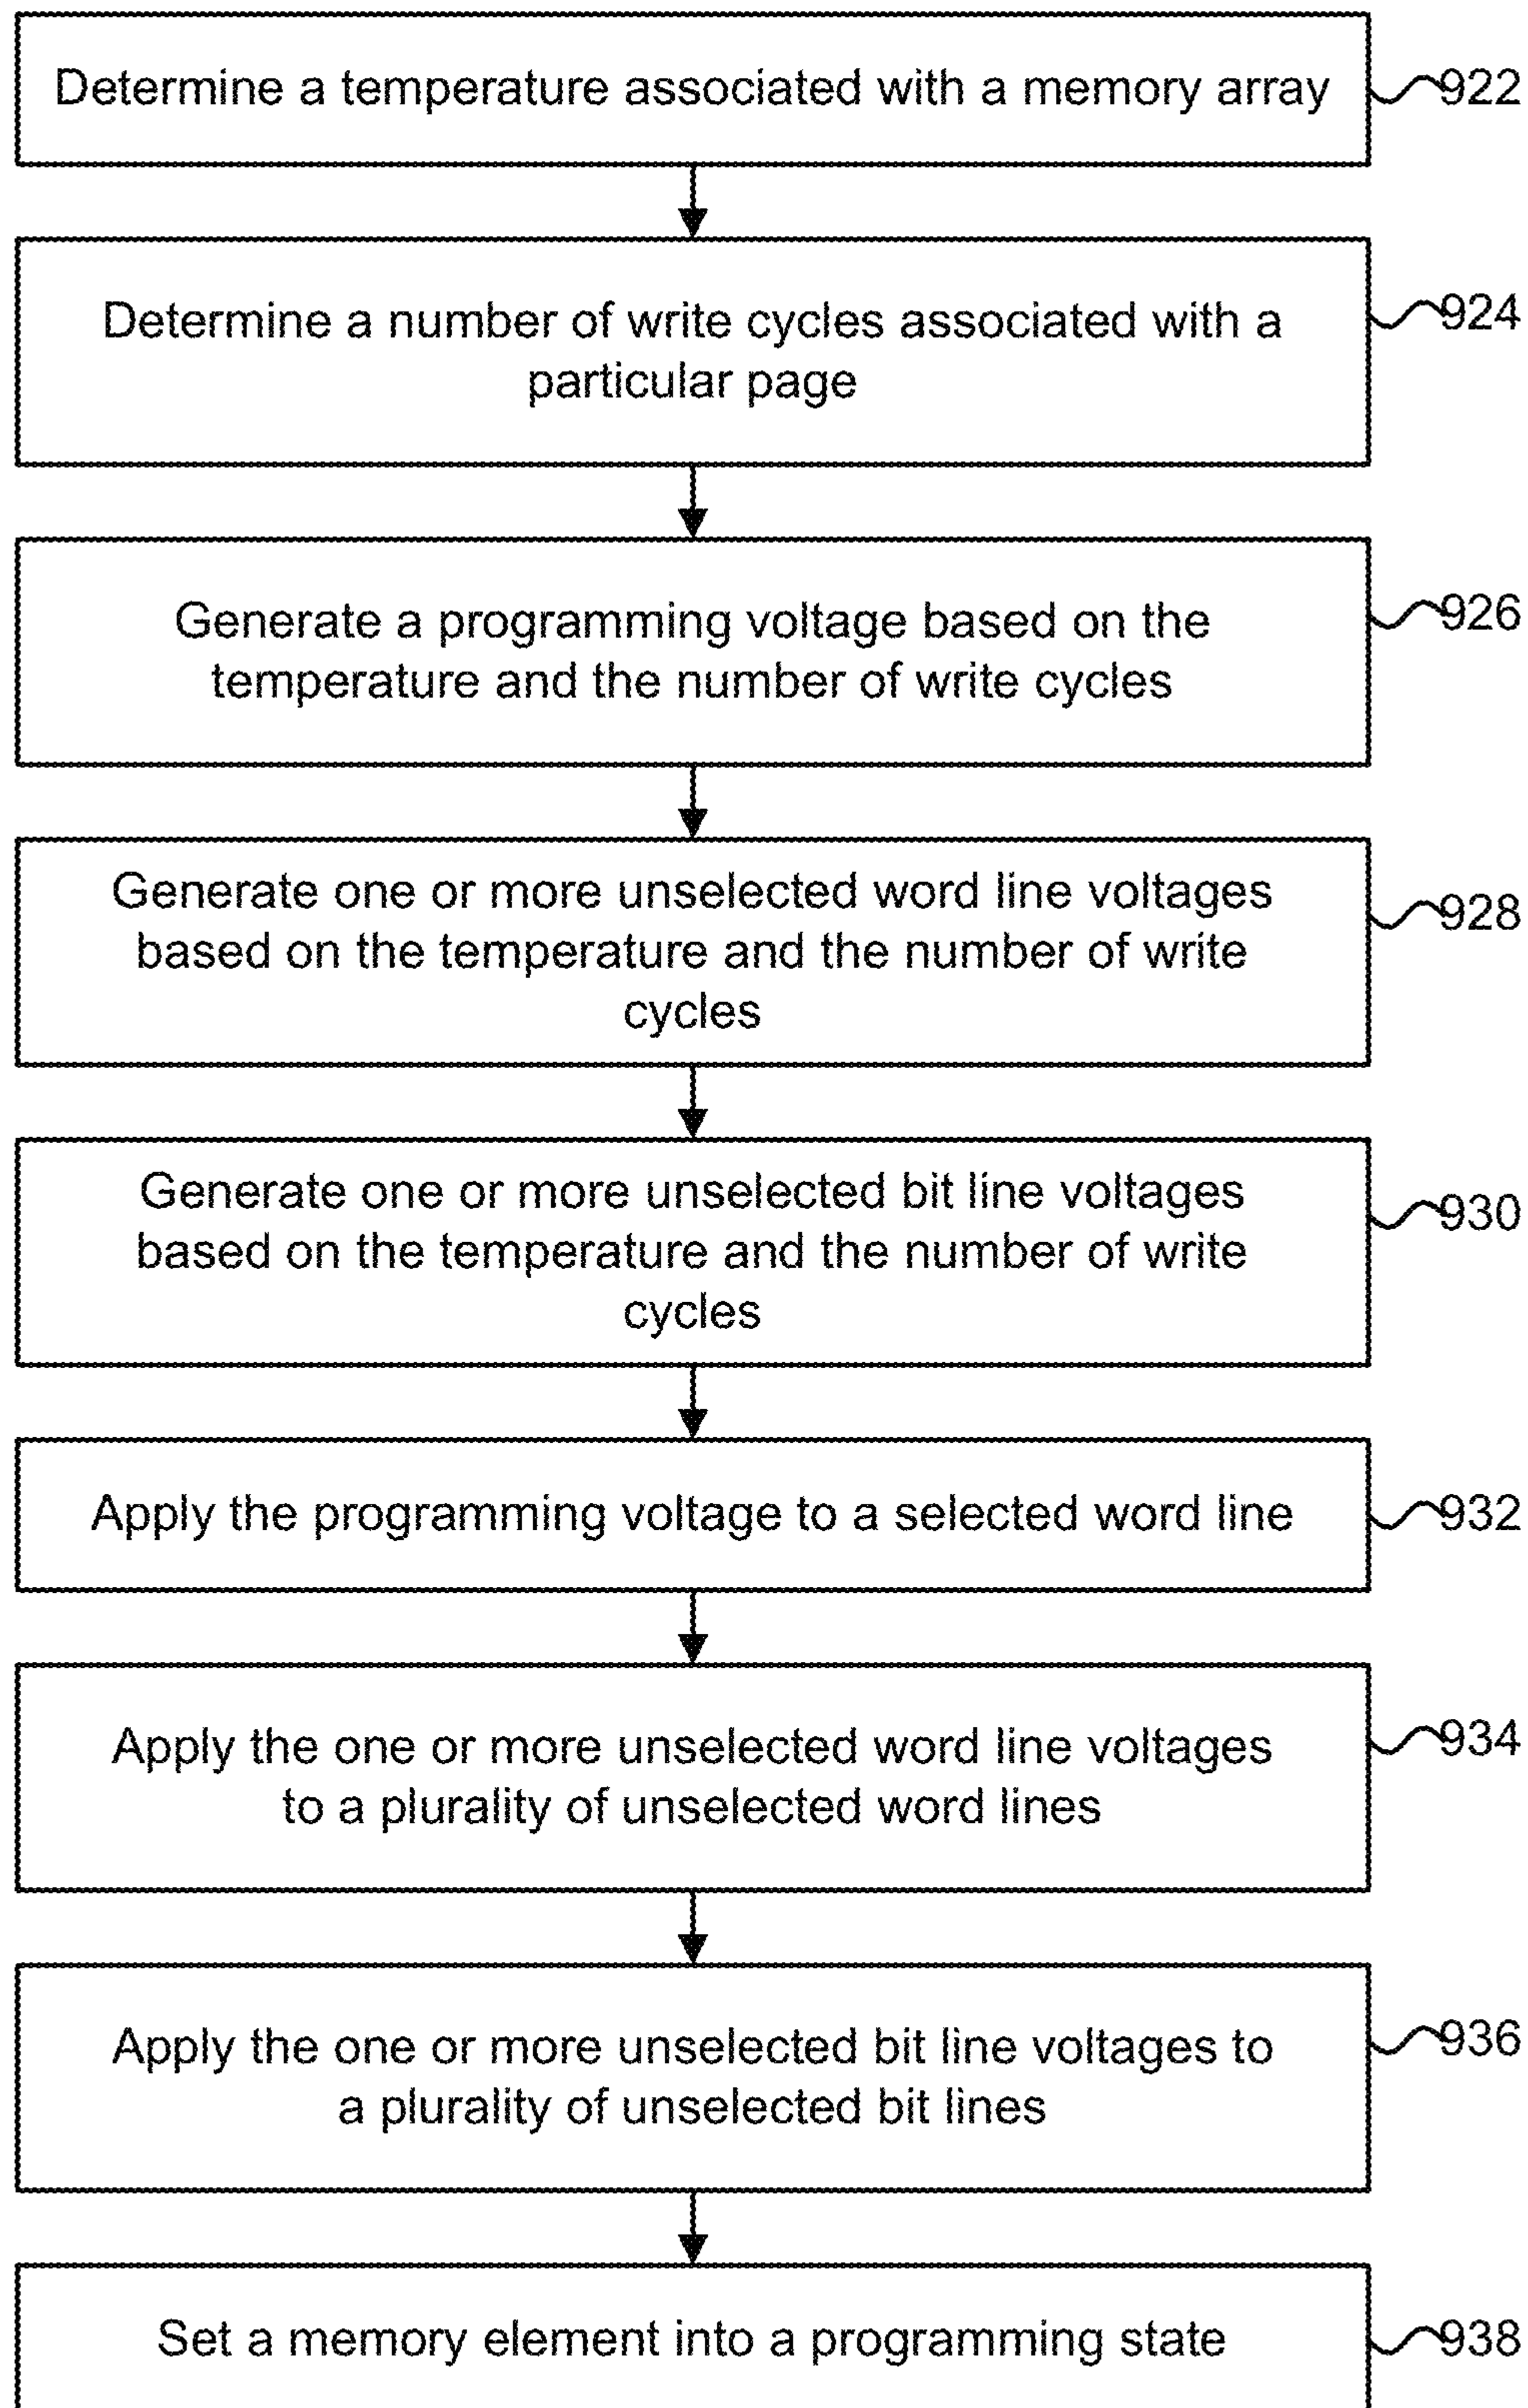 Determine a temperature associated with a memory array
922
Determine a number of write cycles associated with a
particular page
924
Generate a programming voltage based on the
temperature and the number of write cycles
926
Generate one or more unselected word line voltages
based on the temperature and the number of write
cycles
928
Generate one or more unselected bit line voltages
based on the temperature and the number of write
cycles
930
Apply the programming voltage to a selected word line
932
Apply the one or more unselected word line voltages
to a plurality of unselected word lines
934
Apply the one or more unselected bit line voltages to
a plurality of unselected bit lines
936
Set a memory element into a programming state
938